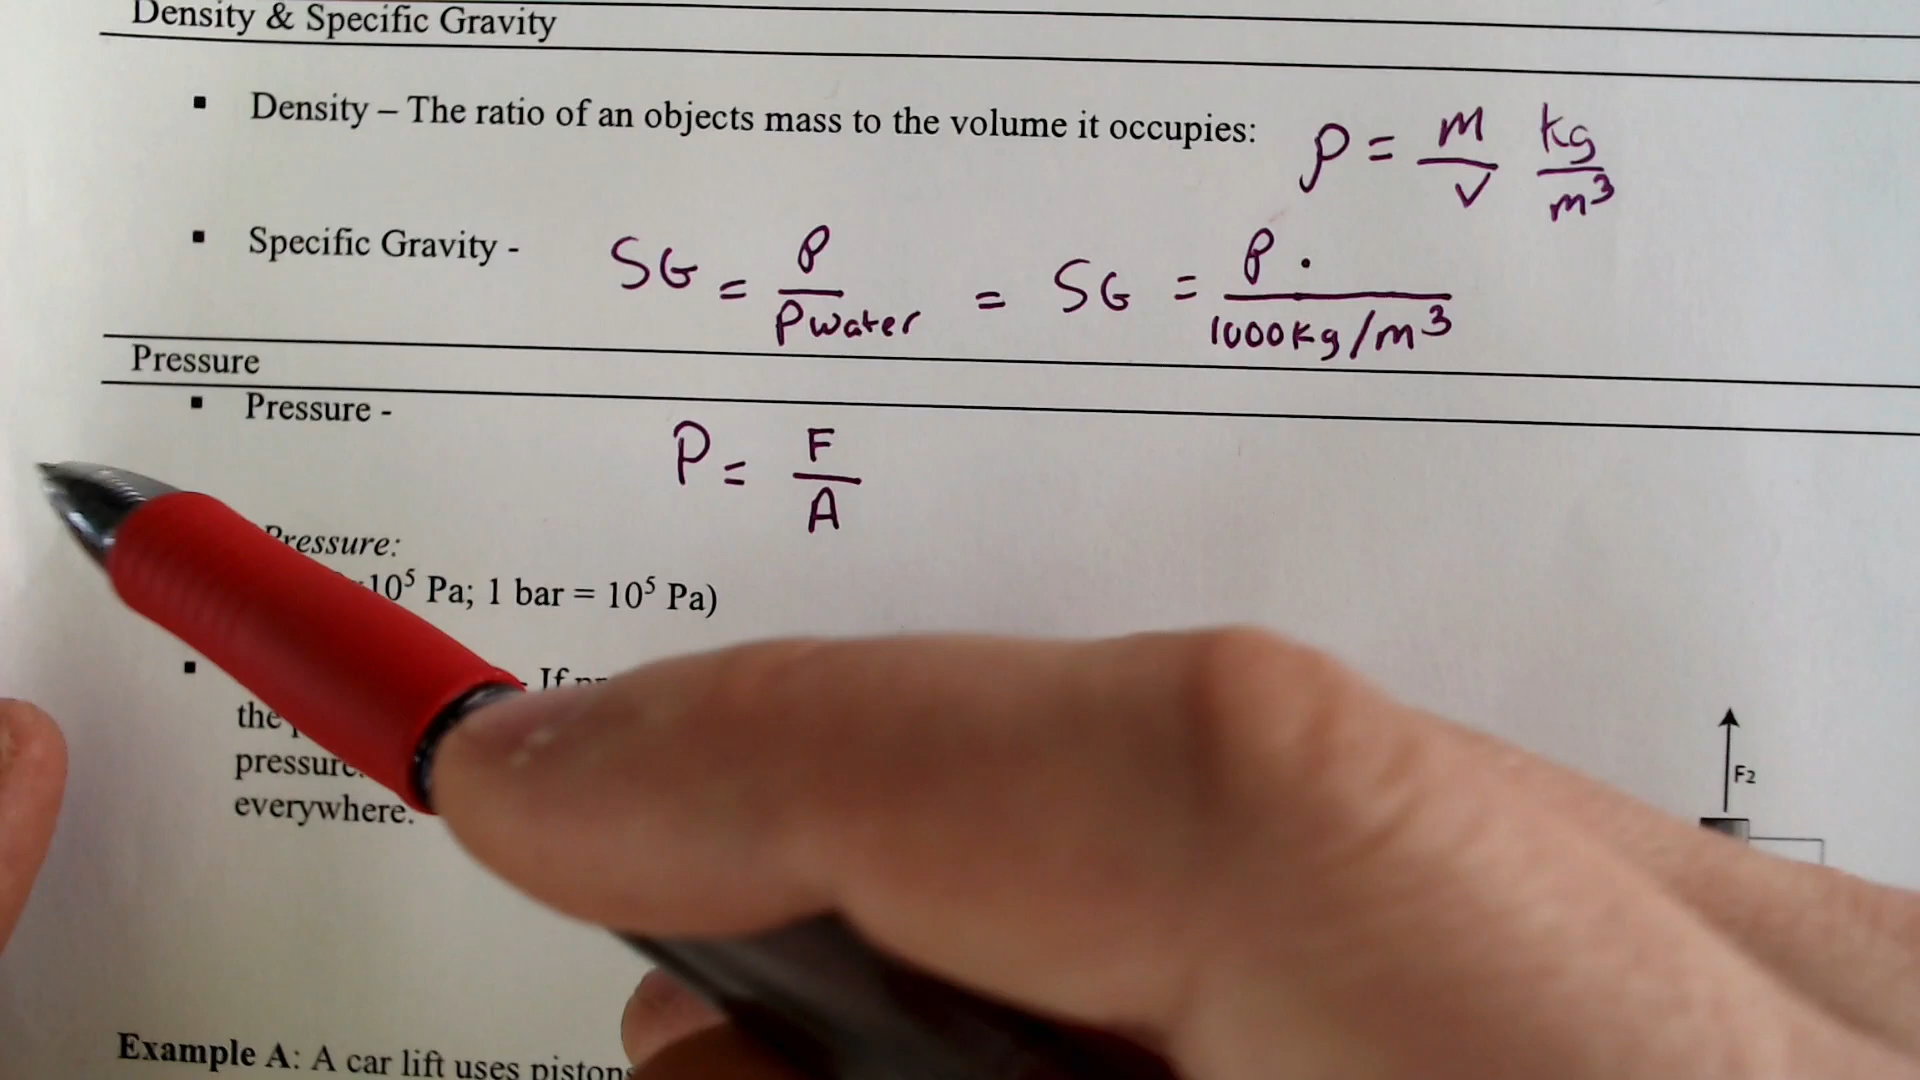 Density & Specific Gravity
▪ Density – The ratio of an objects mass to the volume it occupies: ρ = m/V kg/m³
▪ Specific Gravity - SG = ρ/ρwater = SG = ρ/1000kg/m³
Pressure
▪ Pressure - P = F/A
Pressure:
10⁵ Pa; 1 bar = 10⁵ Pa)
▪ - If
the
pressure
everywhere.
F2
Example A: A car lift uses pistons